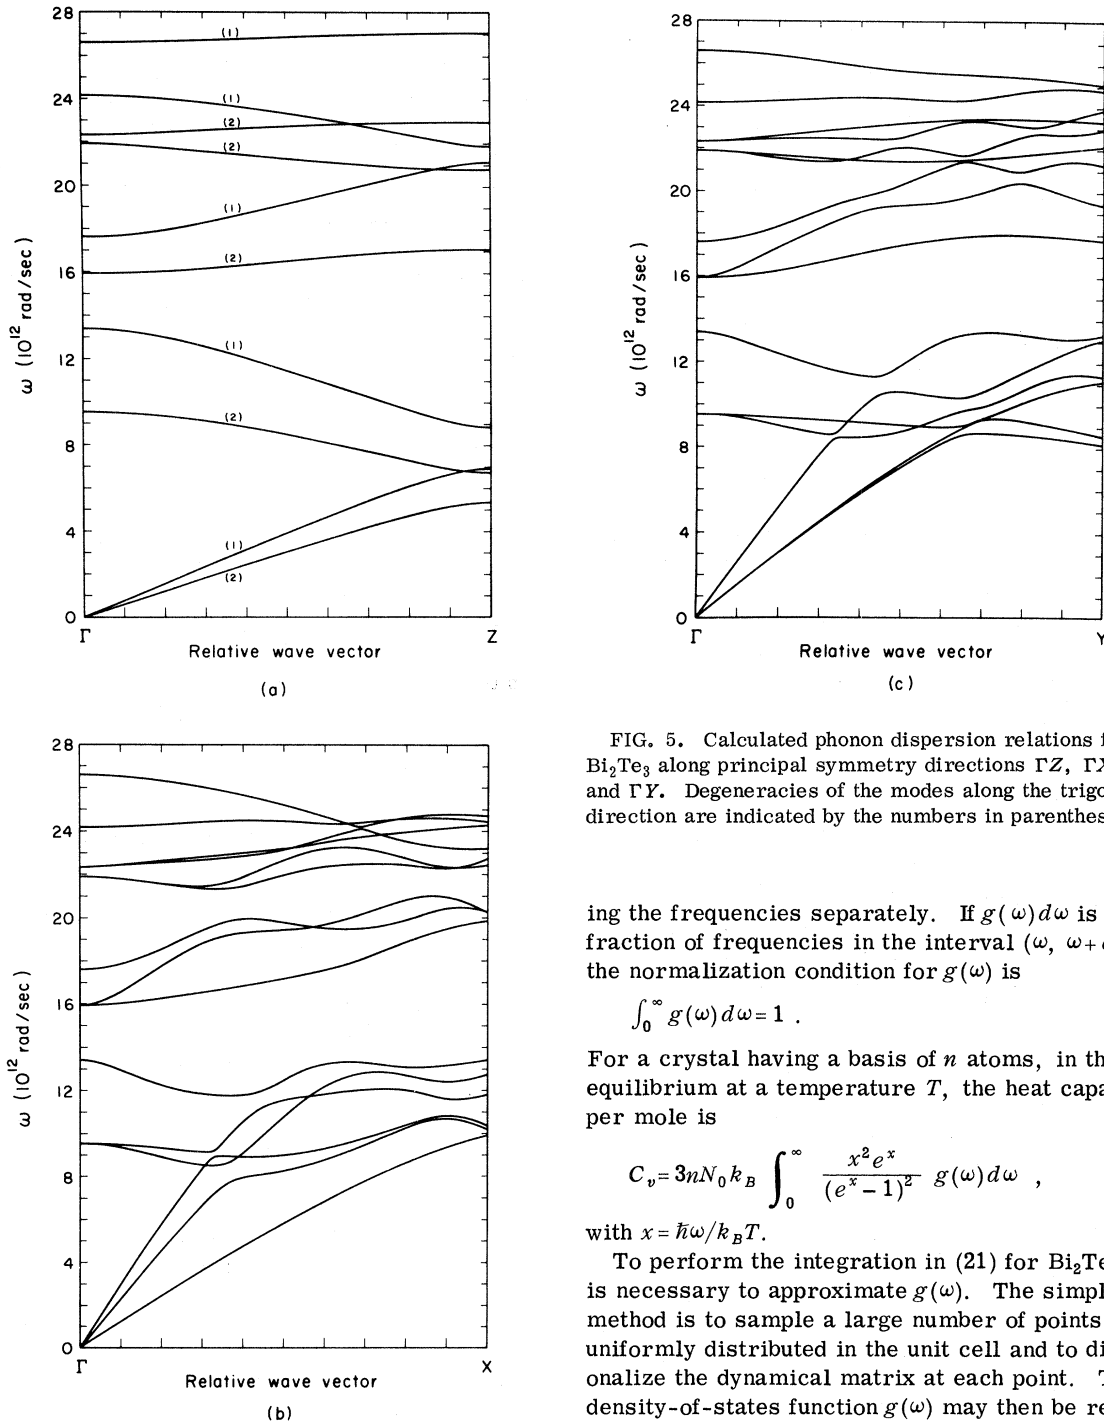 28
24
20
16
12
8
4
0
ω (10¹² rad/sec)
(1)
(1)
(2)
(2)
(1)
(2)
(1)
(2)
(1)
(2)
Γ
Z
Relative wave vector
(a)
28
24
20
16
12
8
4
0
ω (10¹² rad/sec)
Γ
X
Relative wave vector
(b)
28
24
20
16
12
8
4
0
ω (10¹² rad/sec)
Γ
Y
Relative wave vector
(c)
FIG. 5. Calculated phonon dispersion relations
Bi₂Te₃ along principal symmetry directions ΓZ, ΓX
and ΓY. Degeneracies of the modes along the trigo
direction are indicated by the numbers in parenthes
ing the frequencies separately. If g(ω)dω is
fraction of frequencies in the interval (ω, ω+
the normalization condition for g(ω) is
∫₀^∞ g(ω)dω = 1 .
For a crystal having a basis of n atoms, in th
equilibrium at a temperature T, the heat capa
per mole is
C_v = 3nN₀k_B ∫₀^∞ x²eˣ/(eˣ − 1)² g(ω)dω ,
with x = ħω/k_BT.
To perform the integration in (21) for Bi₂Te
is necessary to approximate g(ω). The simpl
method is to sample a large number of points
uniformly distributed in the unit cell and to di
onalize the dynamical matrix at each point. T
density-of-states function g(ω) may then be re